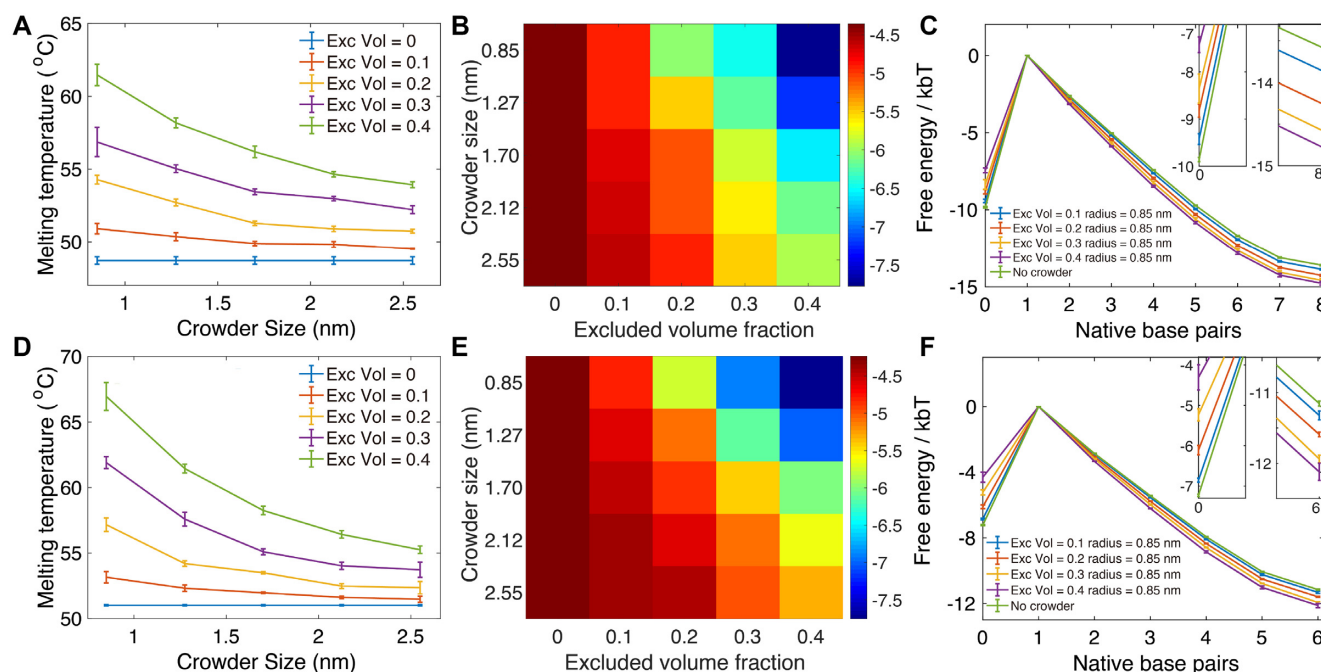 A
Melting temperature ( °C)
65
60
55
50
1
1.5
2
2.5
Crowder Size (nm)
Exc Vol = 0
Exc Vol = 0.1
Exc Vol = 0.2
Exc Vol = 0.3
Exc Vol = 0.4
B
Crowder size (nm)
0.85
1.27
1.70
2.12
2.55
0
0.1
0.2
0.3
0.4
Excluded volume fraction
-4.5
-5
-5.5
-6
-6.5
-7
-7.5
C
Free energy / kbT
0
-5
-10
-15
0
1
2
3
4
5
6
7
8
Native base pairs
Exc Vol = 0.1 radius = 0.85 nm
Exc Vol = 0.2 radius = 0.85 nm
Exc Vol = 0.3 radius = 0.85 nm
Exc Vol = 0.4 radius = 0.85 nm
No crowder
-7
-8
-9
-10
0
-14
-15
8
D
Melting temperature ( °C)
70
65
60
55
50
1
1.5
2
2.5
Crowder Size (nm)
Exc Vol = 0
Exc Vol = 0.1
Exc Vol = 0.2
Exc Vol = 0.3
Exc Vol = 0.4
E
Crowder size (nm)
0.85
1.27
1.70
2.12
2.55
0
0.1
0.2
0.3
0.4
Excluded volume fraction
-4.5
-5
-5.5
-6
-6.5
-7
-7.5
F
Free energy / kbT
0
-4
-8
-12
0
1
2
3
4
5
6
Native base pairs
Exc Vol = 0.1 radius = 0.85 nm
Exc Vol = 0.2 radius = 0.85 nm
Exc Vol = 0.3 radius = 0.85 nm
Exc Vol = 0.4 radius = 0.85 nm
No crowder
-4
-5
-6
-7
0
-11
-12
6